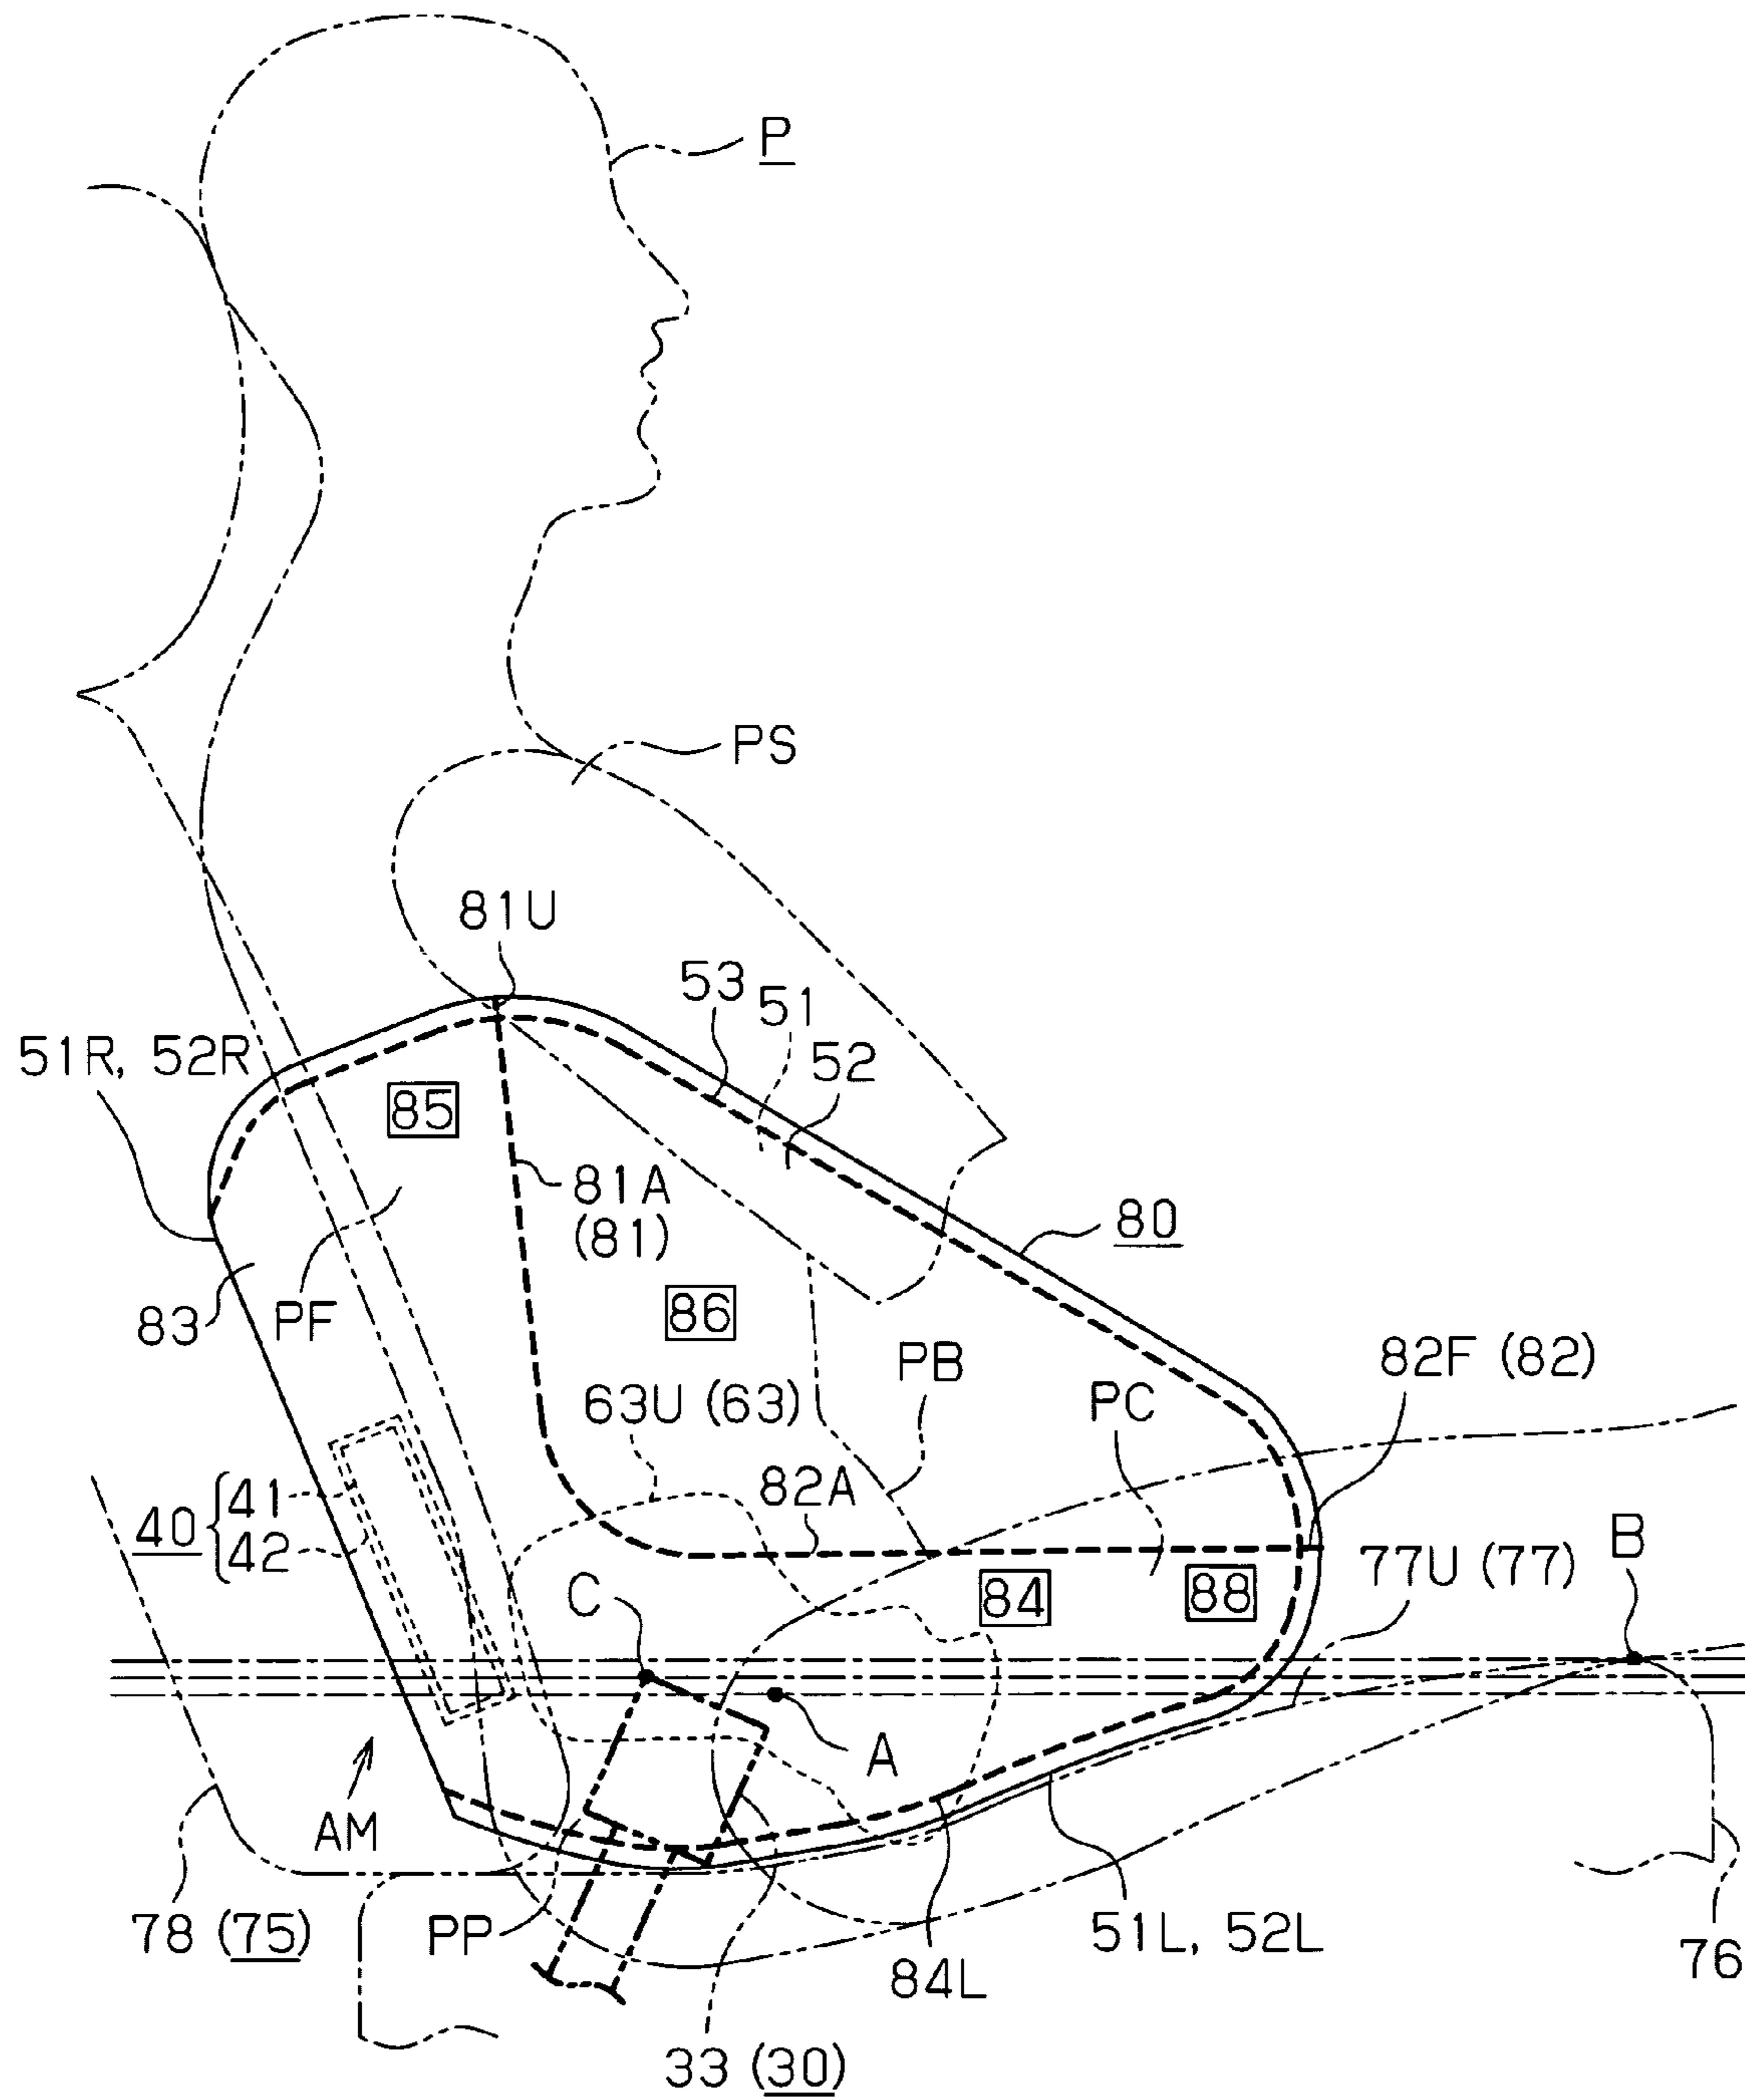 P
PS
81U
53
51
52
51R, 52R
85
81A
(81)
80
83
PF
86
82F (82)
PB
63U (63)
PC
82A
40
41
42
B
C
84
88
77U (77)
A
AM
78 (75)
PP
51L, 52L
84L
76
33 (30)